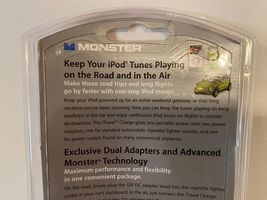 MONSTER
Keep Your iPod® Tunes Playing
on the Road and in the Air
Make those road trips and long flights
go by faster with non-stop iPod music!
Keep your iPod powered up for an entire weekend getaway, or that long
vacation you've been planning. Now you can keep the tunes playing on long
roadtrips in the car and enjoy continuous iPod music on flights to remote
destinations. The iTravel Charge gives you portable power with two power
adapters: one for standard automobile cigarette lighter sockets, and one
for power outlets found on many commercial airplanes.
Exclusive Dual Adapters and Advanced
Monster® Technology
Maximum performance and flexibility
in one convenient package.
On the road, simply plug the 12V DC adapter head into the cigarette lighter
outlet in your car's dashboard. In the air, just connect the iTravel Charge